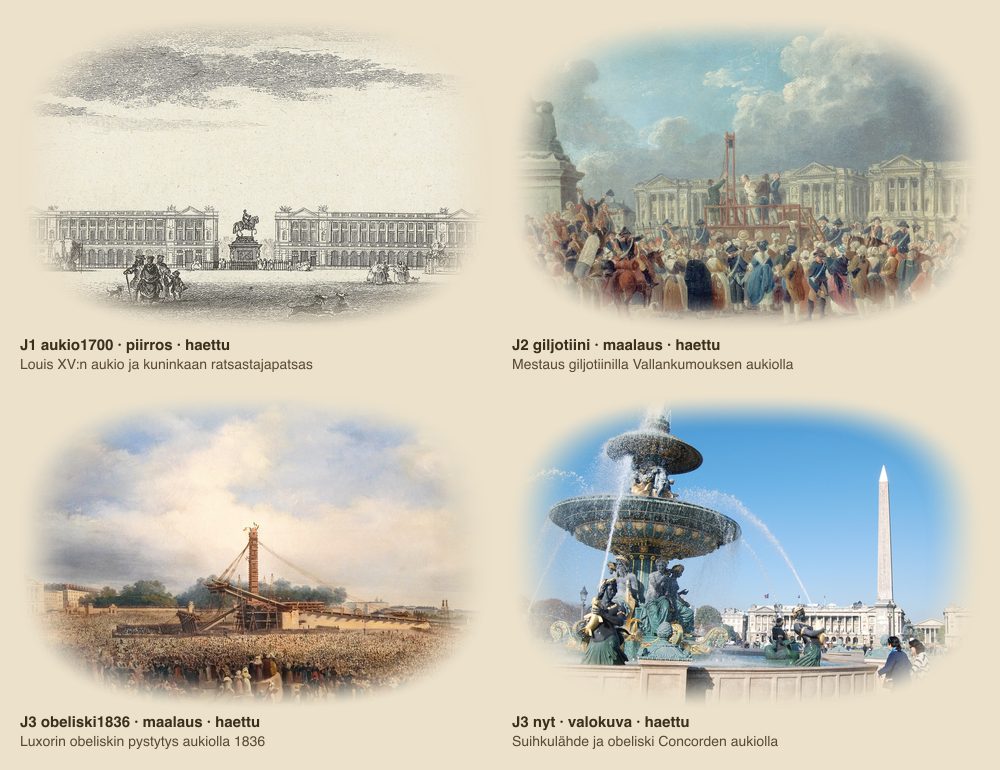 J1 aukio1700 · piirros · haettu
Louis XV:n aukio ja kuninkaan ratsastajapatsas
J2 giljotiini · maalaus · haettu
Mestaus giljotiinilla Vallankumouksen aukiolla
J3 obeliski1836 · maalaus · haettu
Luxorin obeliskin pystytys aukiolla 1836
J3 nyt · valokuva · haettu
Suihkulähde ja obeliski Concorden aukiolla